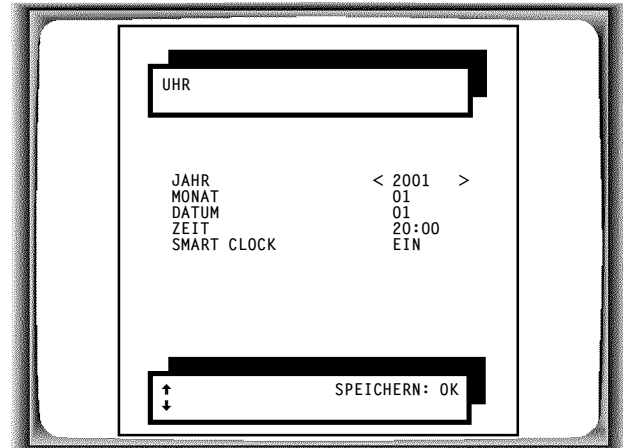 UHR
JAHR < 2001 >
MONAT 01
DATUM 01
ZEIT 20:00
SMART CLOCK EIN
↑ SPEICHERN: OK
↓